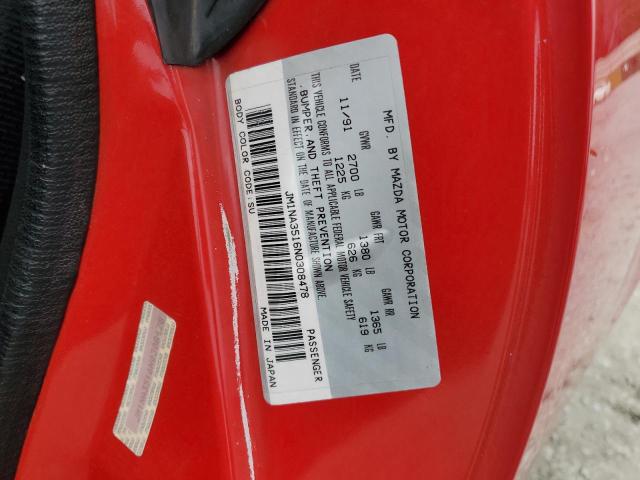 MFD. BY MAZDA MOTOR CORPORATION
DATE GVWR GAWR FRT GAWR RR
11/91 2700 LB 1380 LB 1365 LB
1225 KG 626 KG 619 KG
THIS VEHICLE CONFORMS TO ALL APPLICABLE FEDERAL MOTOR VEHICLE SAFETY
,BUMPER,AND THEFT PREVENTION
STANDARD IN EFFECT ON THE DATE OF MANUFACTURE SHOWN ABOVE.
JM1NA3516N0308478 PASSENGER
BODY COLOR CODE:SU MADE IN JAPAN